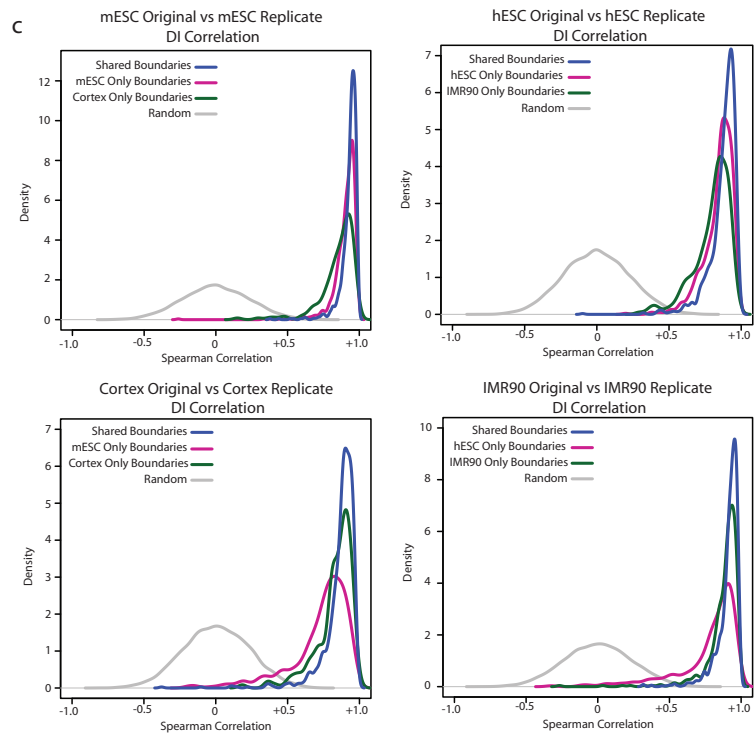 C
mESC Original vs mESC Replicate
DI Correlation
Shared Boundaries
mESC Only Boundaries
Cortex Only Boundaries
Random
12
10
8
6
4
2
0
Density
-1.0
-0.5
0
+0.5
+1.0
Spearman Correlation
hESC Original vs hESC Replicate
DI Correlation
Shared Boundaries
hESC Only Boundaries
IMR90 Only Boundaries
Random
7
6
5
4
3
2
1
0
Density
-1.0
-0.5
0
+0.5
+1.0
Spearman Correlation
Cortex Original vs Cortex Replicate
DI Correlation
Shared Boundaries
mESC Only Boundaries
Cortex Only Boundaries
Random
7
6
5
4
3
2
1
0
Density
-1.0
-0.5
0
+0.5
+1.0
Spearman Correlation
IMR90 Original vs IMR90 Replicate
DI Correlation
Shared Boundaries
hESC Only Boundaries
IMR90 Only Boundaries
Random
10
8
6
4
2
0
Density
-1.0
-0.5
0
+0.5
+1.0
Spearman Correlation